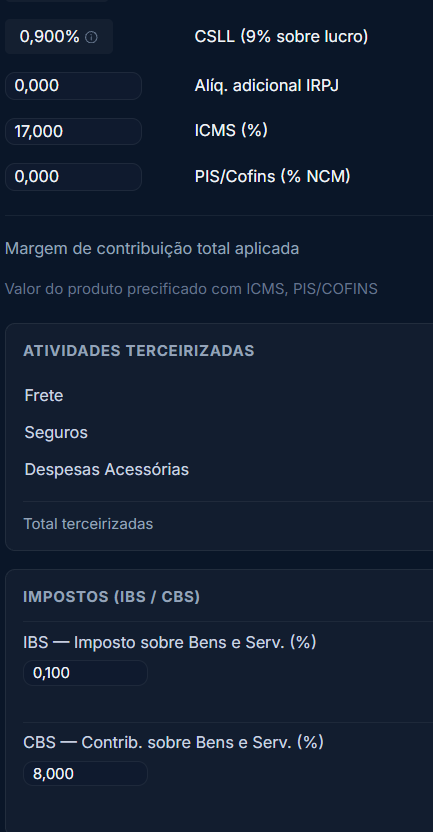 0,900% CSLL (9% sobre lucro)
0,000 Alíq. adicional IRPJ
17,000 ICMS (%)
0,000 PIS/Cofins (% NCM)
Margem de contribuição total aplicada
Valor do produto precificado com ICMS, PIS/COFINS
ATIVIDADES TERCEIRIZADAS
Frete
Seguros
Despesas Acessórias
Total terceirizadas
IMPOSTOS (IBS / CBS)
IBS — Imposto sobre Bens e Serv. (%)
0,100
CBS — Contrib. sobre Bens e Serv. (%)
8,000